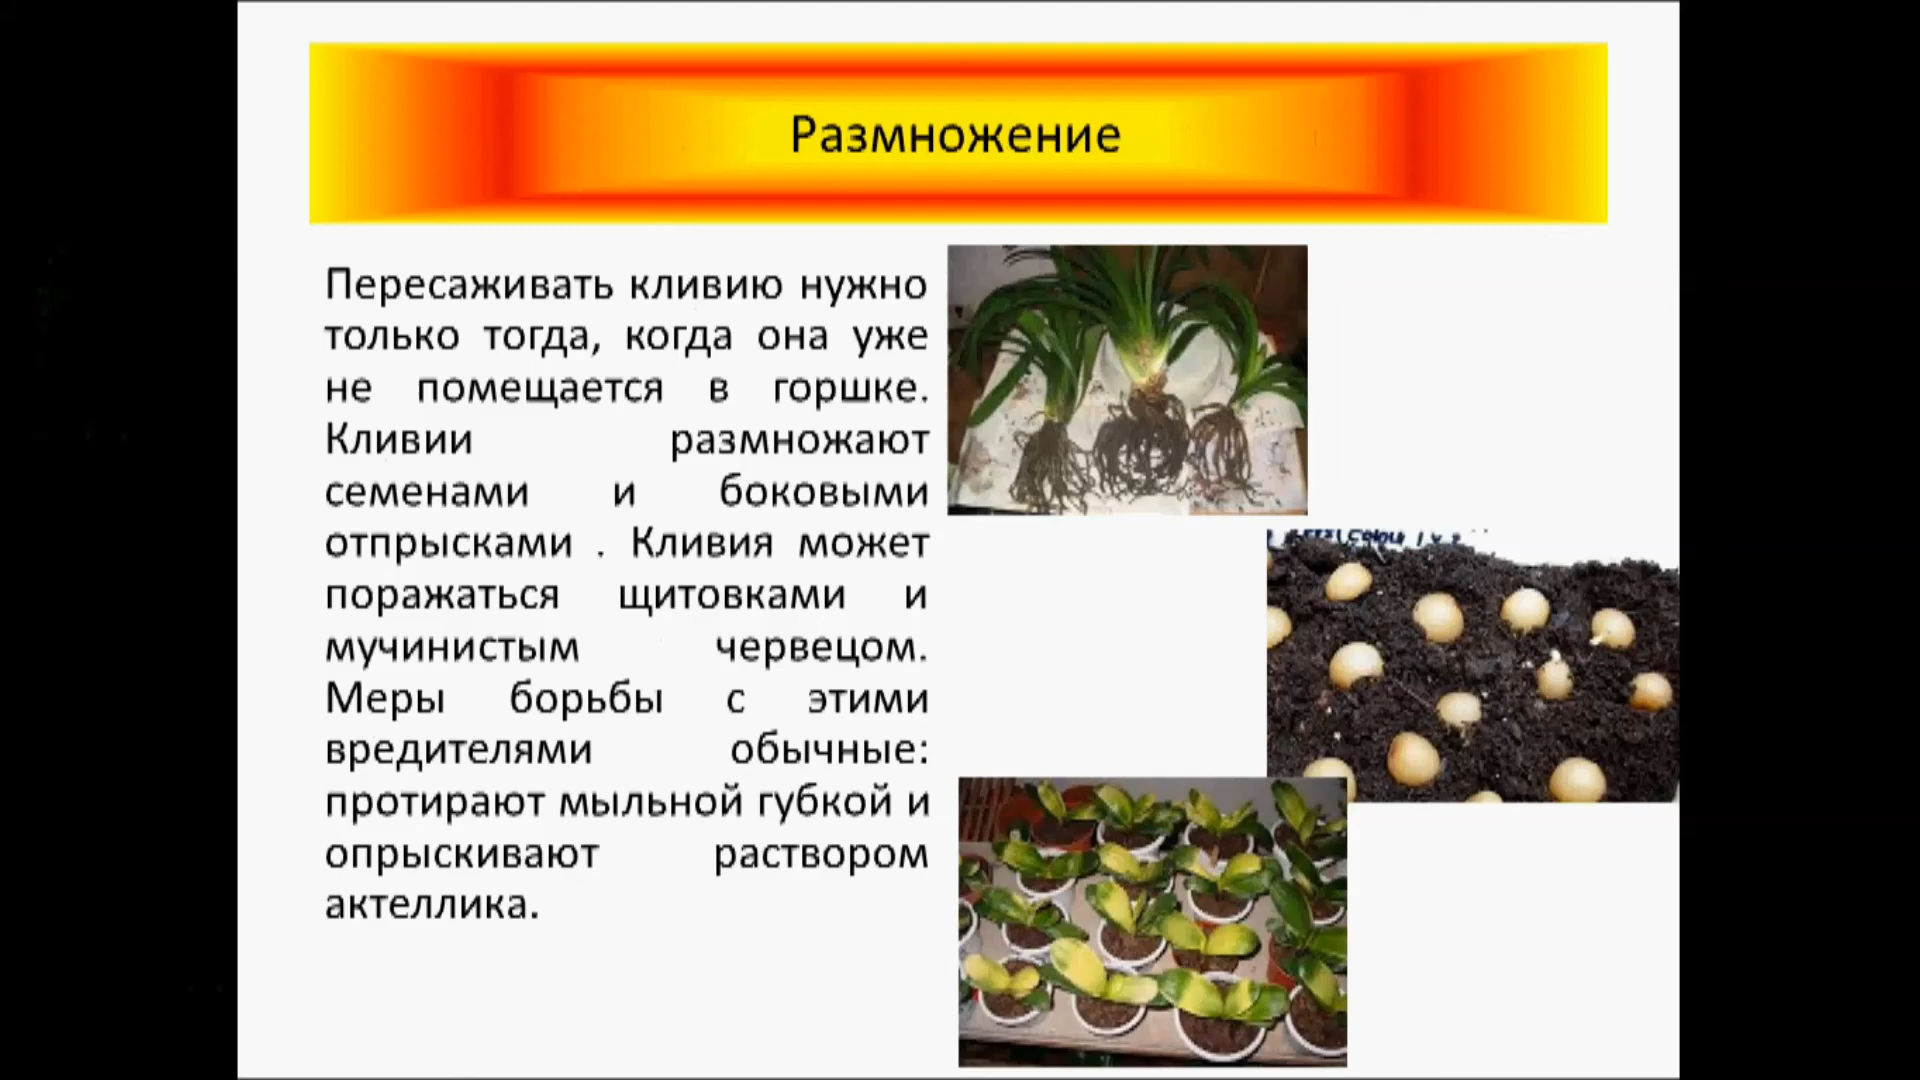 Размножение
Пересаживать кливию нужно
только тогда, когда она уже
не помещается в горшке.
Кливии размножают
семенами и боковыми
отпрысками . Кливия может
поражаться щитовками и
мучинистым червецом.
Меры борьбы с этими
вредителями обычные:
протирают мыльной губкой и
опрыскивают раствором
актеллика.